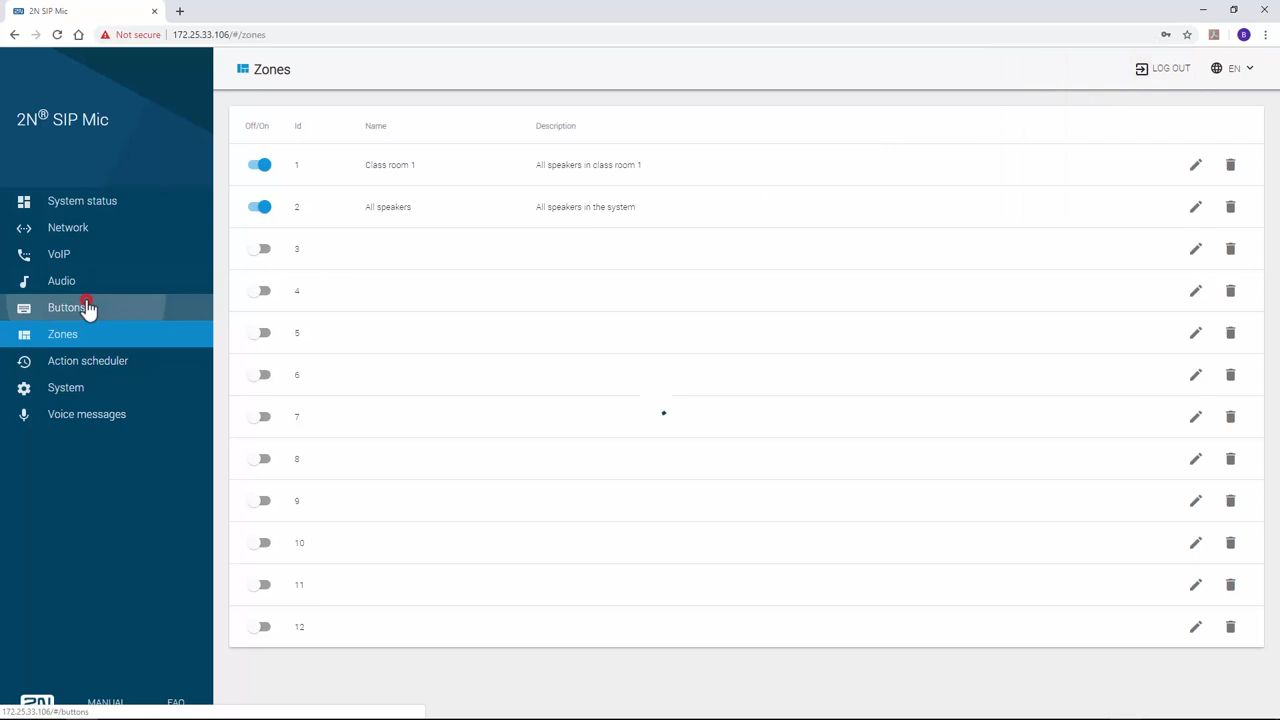 2N SIP Mic
Not secure 172.25.33.106/#/zones
B
2N® SIP Mic
Zones
LOG OUT
EN
System status
Network
VoIP
Audio
Buttons
Zones
Action scheduler
System
Voice messages
Off/On Id Name Description
1 Class room 1 All speakers in class room 1
2 All speakers All speakers in the system
3
4
5
6
7
8
9
10
11
12
2N MANUAL FAQ
172.25.33.106/#/buttons